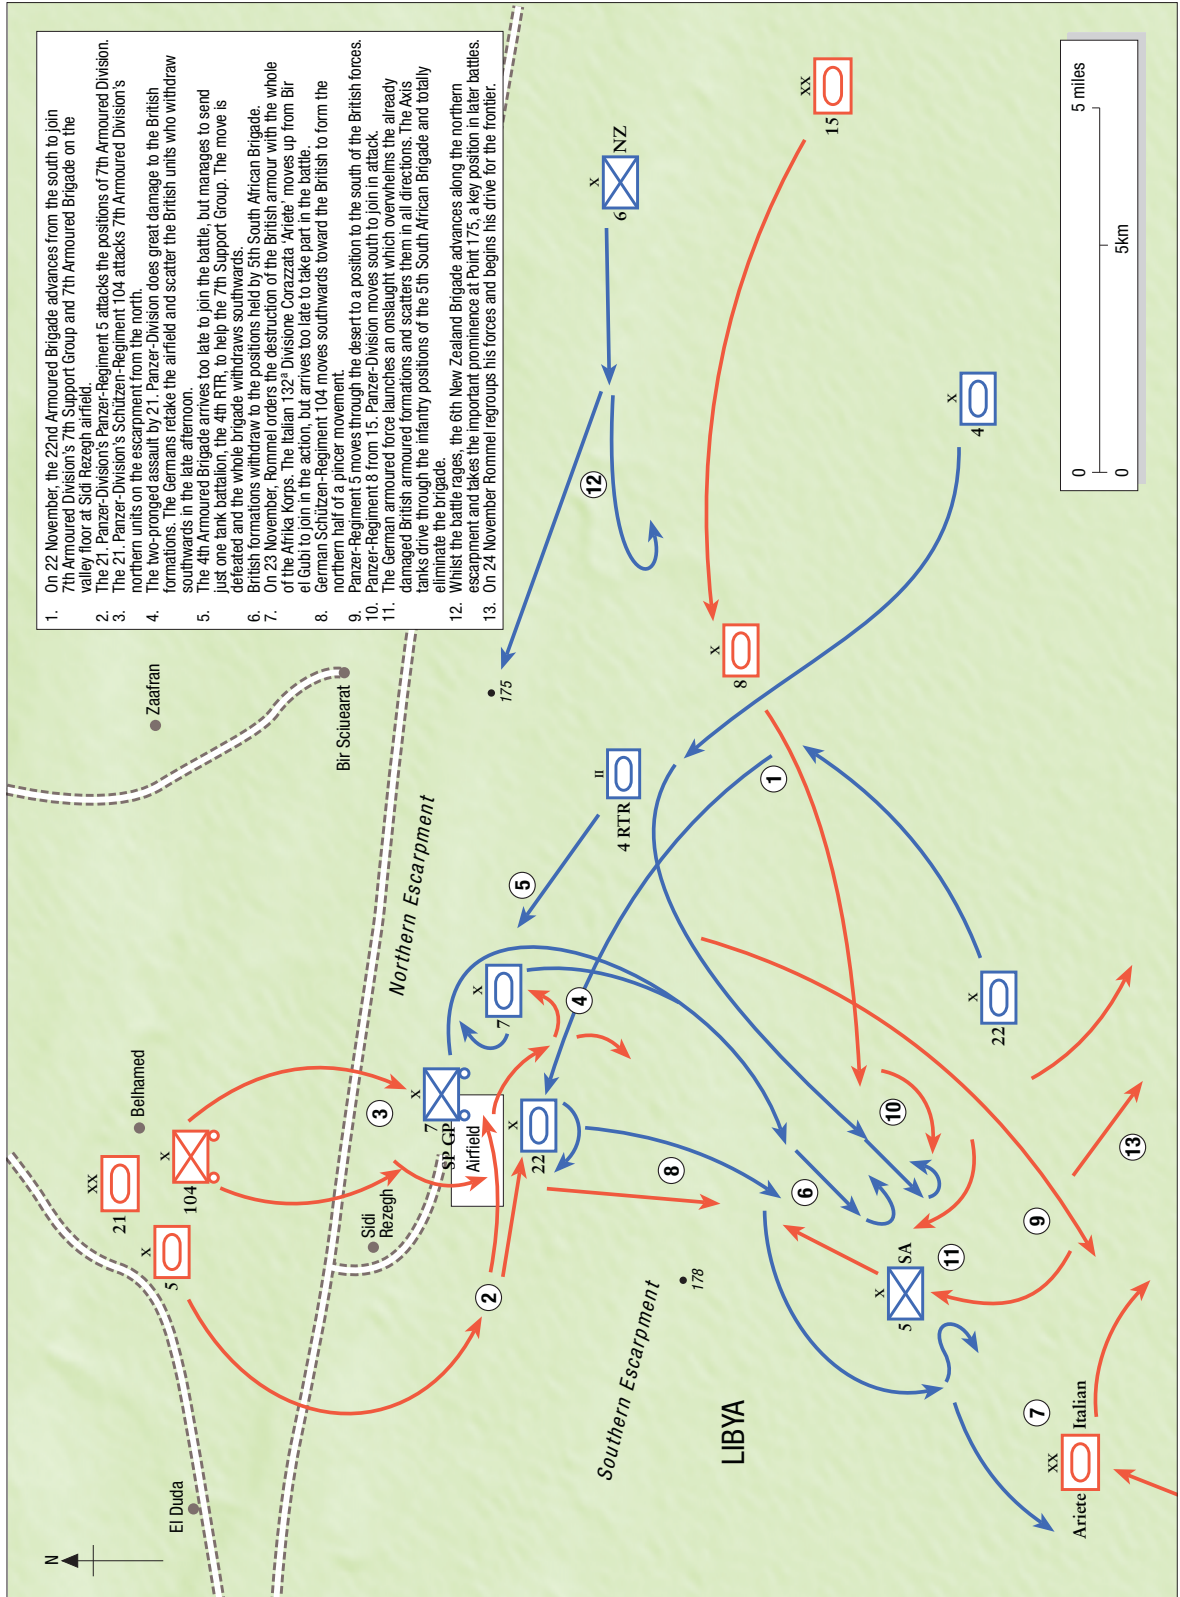 1. On 22 November, the 22nd Armoured Brigade advances from the south to join
7th Armoured Division's 7th Support Group and 7th Armoured Brigade on the
valley floor at Sidi Rezegh airfield.
2. The 21. Panzer-Division's Panzer-Regiment 5 attacks the positions of 7th Armoured Division.
3. The 21. Panzer-Division's Schützen-Regiment 104 attacks 7th Armoured Division's
northern units on the escarpment from the north.
4. The two-pronged assault by 21. Panzer-Division does great damage to the British
formations. The Germans retake the airfield and scatter the British units who withdraw
southwards in the late afternoon.
5. The 4th Armoured Brigade arrives too late to join the battle, but manages to send
just one tank battalion, the 4th RTR, to help the 7th Support Group. The move is
defeated and the whole brigade withdraws southwards.
6. British formations withdraw to the positions held by 5th South African Brigade.
7. On 23 November, Rommel orders the destruction of the British armour with the whole
of the Afrika Korps. The Italian 132ª Divisione Corazzata ‘Ariete’ moves up from Bir
el Gubi to join in the action, but arrives too late to take part in the battle.
8. German Schützen-Regiment 104 moves southwards toward the British to form the
northern half of a pincer movement.
9. Panzer-Regiment 5 moves through the desert to a position to the south of the British forces.
10. Panzer-Regiment 8 from 15. Panzer-Division moves south to join in attack.
11. The German armoured force launches an onslaught which overwhelms the already
damaged British armoured formations and scatters them in all directions. The Axis
tanks drive through the infantry positions of the 5th South African Brigade and totally
eliminate the brigade.
12. Whilst the battle rages, the 6th New Zealand Brigade advances along the northern
escarpment and takes the important prominence at Point 175, a key position in later battles.
13. On 24 November Rommel regroups his forces and begins his drive for the frontier.
N
El Duda
Belhamed
Zaafran
Bir Sciuearat
XX
21
X
5
X
104
3
Sidi
Rezegh
Northern Escarpment
X
7
SP GP
Airfield
X
7
X
22
2
4
5
II
4 RTR
175
12
X
6 NZ
XX
15
X
8
1
X
4
8
6
10
178
Southern Escarpment
LIBYA
X
5 SA
11
X
22
9
13
7
XX
Ariete Italian
0
5 miles
0
5km